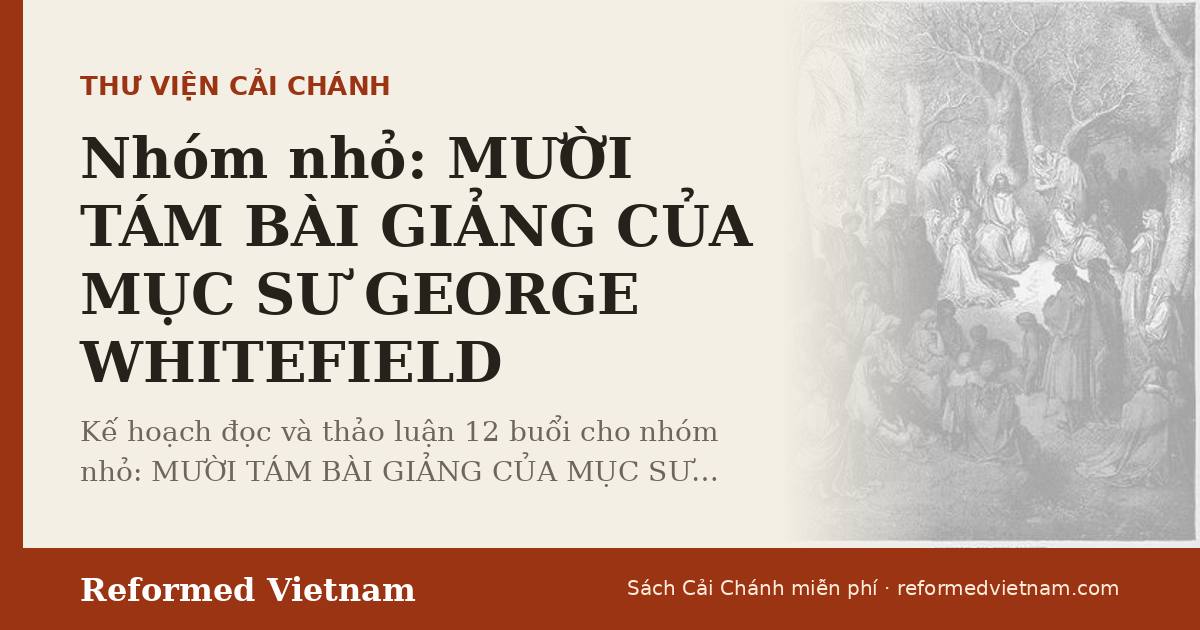 THƯ VIỆN CẢI CHÁNH
Nhóm nhỏ: MƯỜI
TÁM BÀI GIẢNG CỦA
MỤC SƯ GEORGE
WHITEFIELD
Kế hoạch đọc và thảo luận 12 buổi cho nhóm
nhỏ: MƯỜI TÁM BÀI GIẢNG CỦA MỤC SƯ...
Reformed Vietnam
Sách Cải Chánh miễn phí · reformedvietnam.com